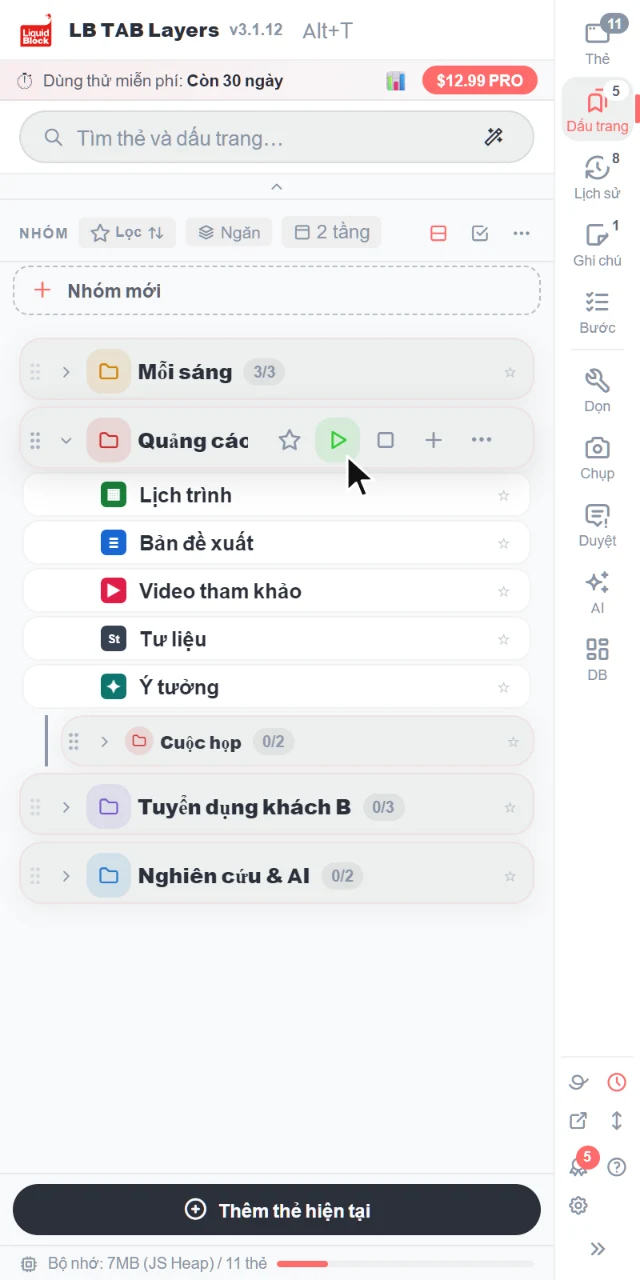 Liquid Block
LB TAB Layers v3.1.12 Alt+T
Dùng thử miễn phí: Còn 30 ngày
$12.99 PRO
Tìm thẻ và dấu trang…
NHÓM
Lọc
Ngăn
2 tầng
Nhóm mới
Mỗi sáng 3/3
Quảng cáo
Lịch trình
Bản đề xuất
Video tham khảo
St
Tư liệu
Ý tưởng
Cuộc họp 0/2
Tuyển dụng khách B 0/3
Nghiên cứu & AI 0/2
Thêm thẻ hiện tại
Bộ nhớ: 7MB (JS Heap) / 11 thẻ
11
Thẻ
5
Dấu trang
8
Lịch sử
1
Ghi chú
Bước
Dọn
Chụp
Duyệt
AI
DB
5